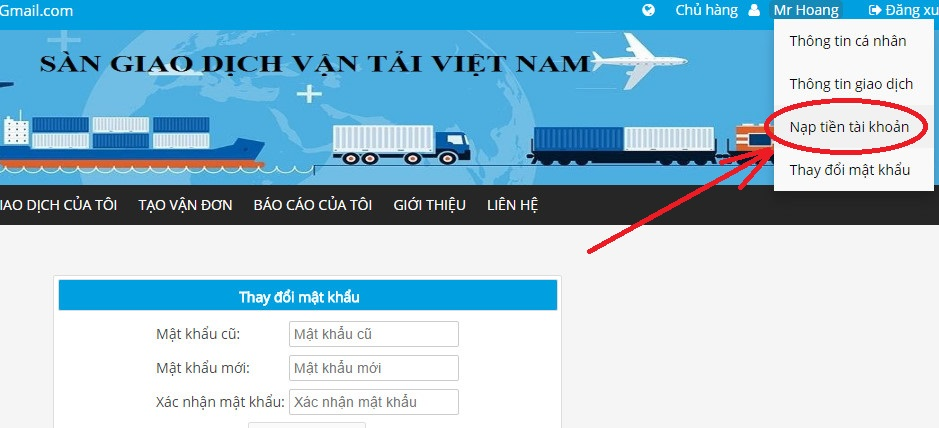 Gmail.com
Chủ hàng
Mr Hoang
Đăng xu
Thông tin cá nhân
Thông tin giao dịch
Nạp tiền tài khoản
Thay đổi mật khẩu
SÀN GIAO DỊCH VẬN TẢI VIỆT NAM
IAO DỊCH CỦA TÔI
TẠO VẬN ĐƠN
BÁO CÁO CỦA TÔI
GIỚI THIỆU
LIÊN HỆ
Thay đổi mật khẩu
Mật khẩu cũ: Mật khẩu cũ
Mật khẩu mới: Mật khẩu mới
Xác nhận mật khẩu: Xác nhận mật khẩu